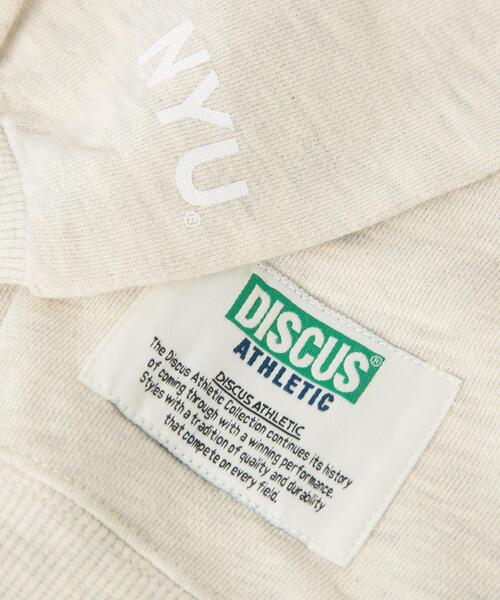 NYU®
DISCUS®
ATHLETIC
DISCUS ATHLETIC
The Discus Athletic Collection continues its history
of coming through with a winning performance.
Styles with a tradition of quality and durability
that compete on every field.